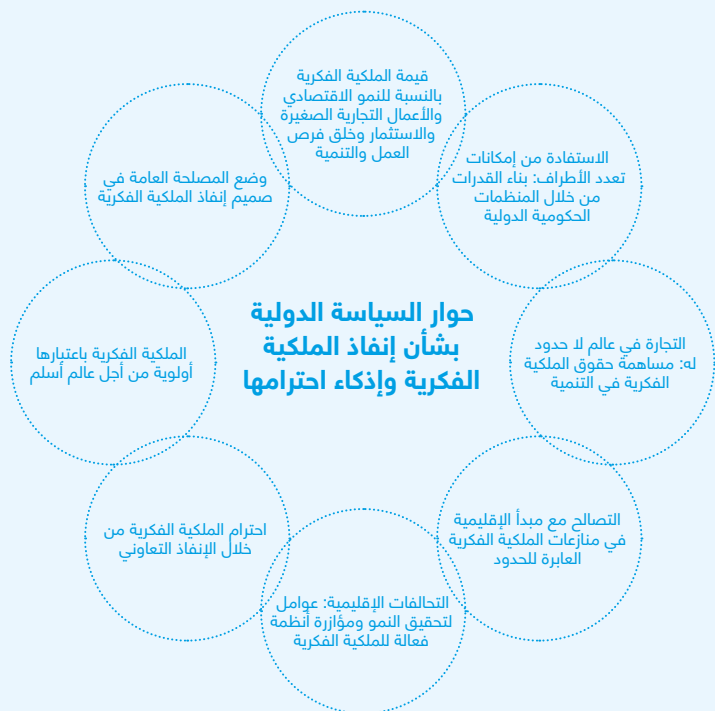 قيمة الملكية الفكرية
بالنسبة للنمو الاقتصادي
والأعمال التجارية الصغيرة
والاستثمار وخلق فرص
العمل والتنمية
الاستفادة من إمكانات
تعدد الأطراف: بناء القدرات
من خلال المنظمات
الحكومية الدولية
وضع المصلحة العامة في
صميم إنفاذ الملكية الفكرية
حوار السياسة الدولية
بشأن إنفاذ الملكية
الفكرية وإذكاء احترامها
التجارة في عالم لا حدود
له: مساهمة حقوق الملكية
الفكرية في التنمية
الملكية الفكرية باعتبارها
أولوية من أجل عالم أسلم
التصالح مع مبدأ الإقليمية
في منازعات الملكية الفكرية
العابرة للحدود
احترام الملكية الفكرية من
خلال الإنفاذ التعاوني
التحالفات الإقليمية: عوامل
لتحقيق النمو ومؤازرة أنظمة
فعالة للملكية الفكرية